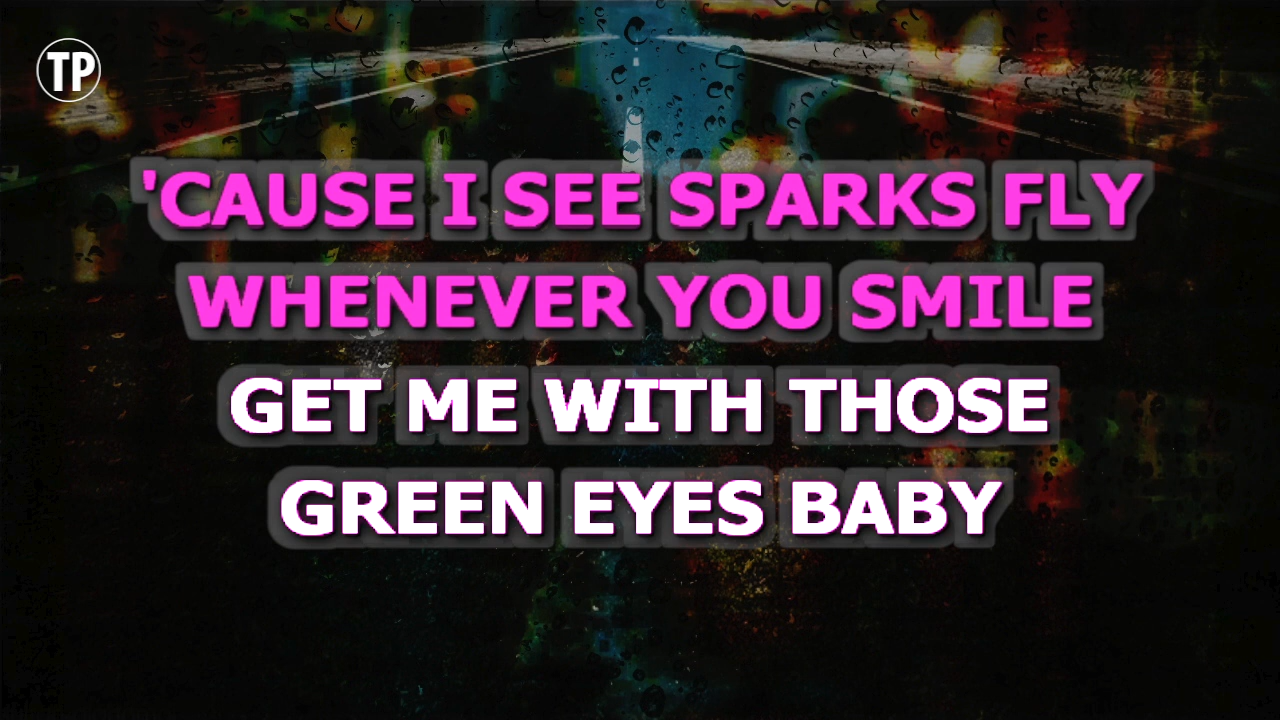 TP
'CAUSE I SEE SPARKS FLY
WHENEVER YOU SMILE
GET ME WITH THOSE
GREEN EYES BABY